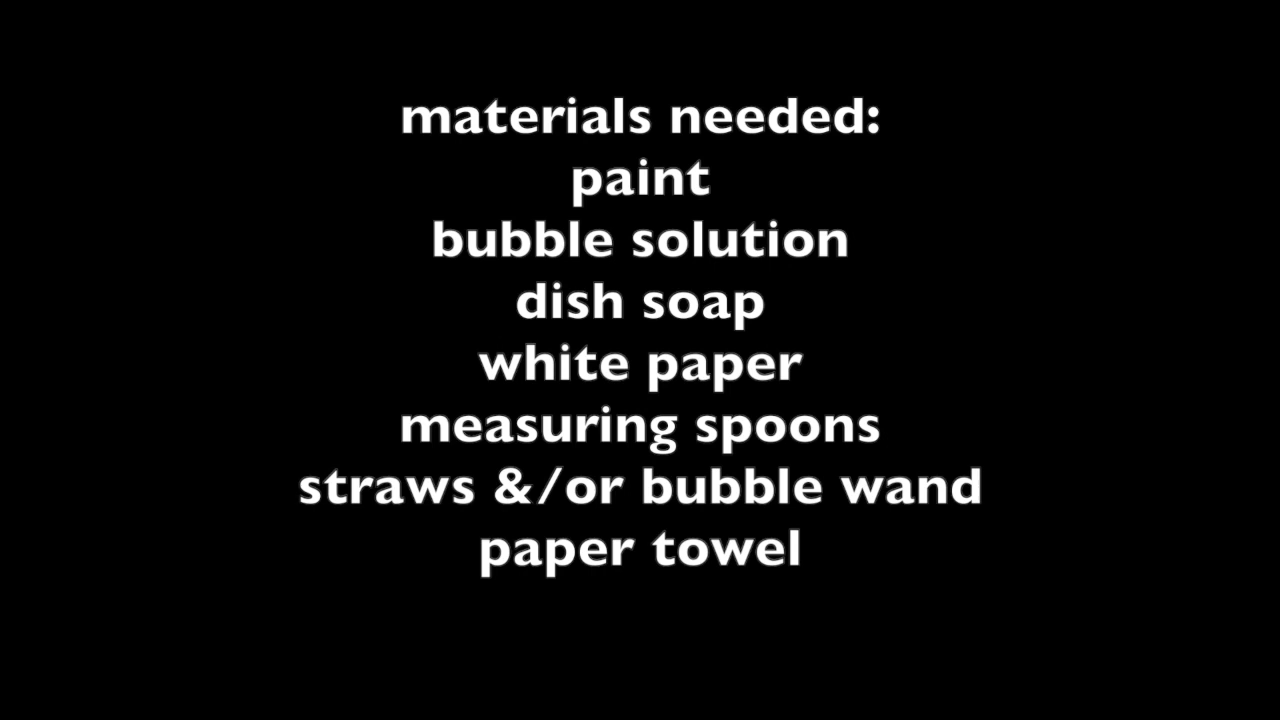 materials needed:
paint
bubble solution
dish soap
white paper
measuring spoons
straws &/or bubble wand
paper towel